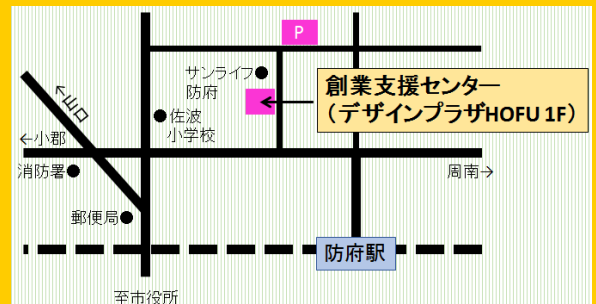 P
サンライフ
防府
創業支援センター
（デザインプラザHOFU 1F）
←山口
佐波
小学校
←小郡
消防署
周南→
郵便局
防府駅
至市役所